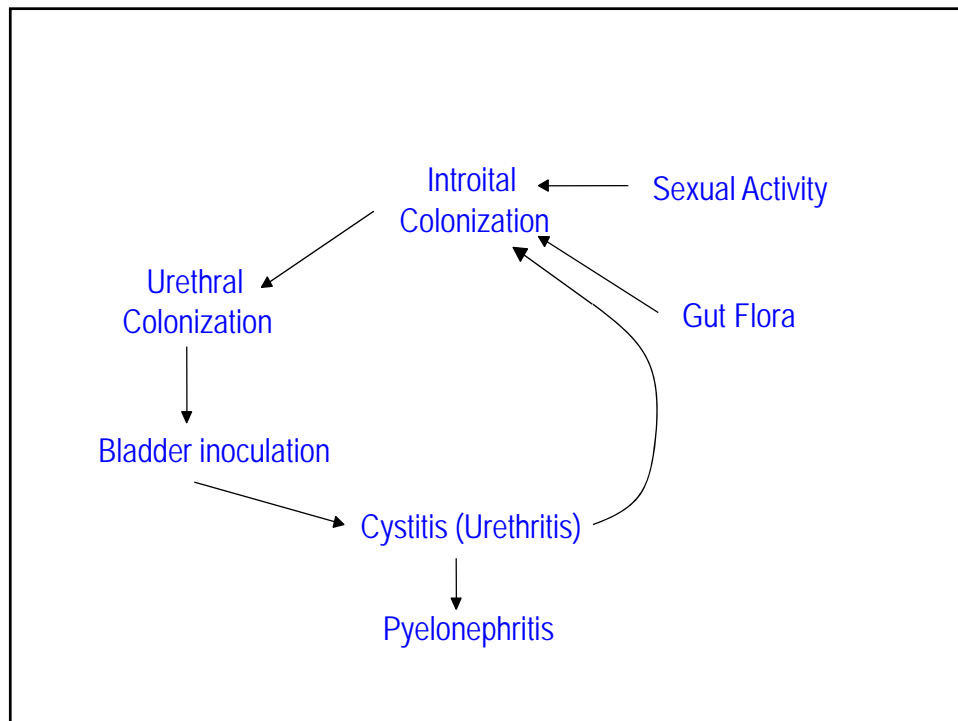 Introital
Colonization
Sexual Activity
Urethral
Colonization
Gut Flora
Bladder inoculation
Cystitis (Urethritis)
Pyelonephritis